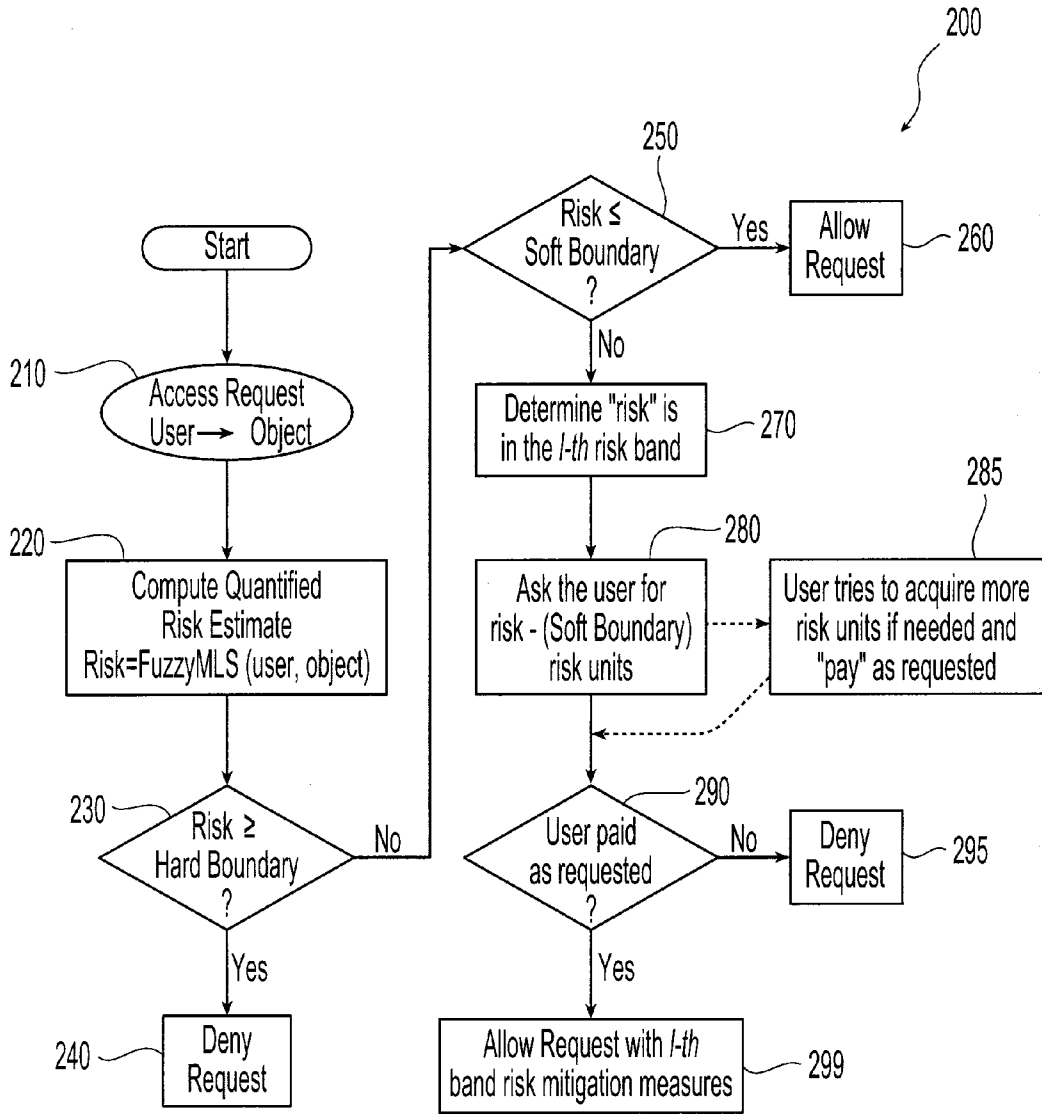 200
Start
210
Access Request
User → Object
220
Compute Quantified
Risk Estimate
Risk=FuzzyMLS (user, object)
230
Risk ≥
Hard Boundary
?
No
Yes
240
Deny
Request
250
Risk ≤
Soft Boundary
?
Yes
Allow
Request
260
No
Determine "risk" is
in the I-th risk band
270
280
Ask the user for
risk - (Soft Boundary)
risk units
285
User tries to acquire more
risk units if needed and
"pay" as requested
290
User paid
as requested
?
No
Deny
Request
295
Yes
Allow Request with I-th
band risk mitigation measures
299